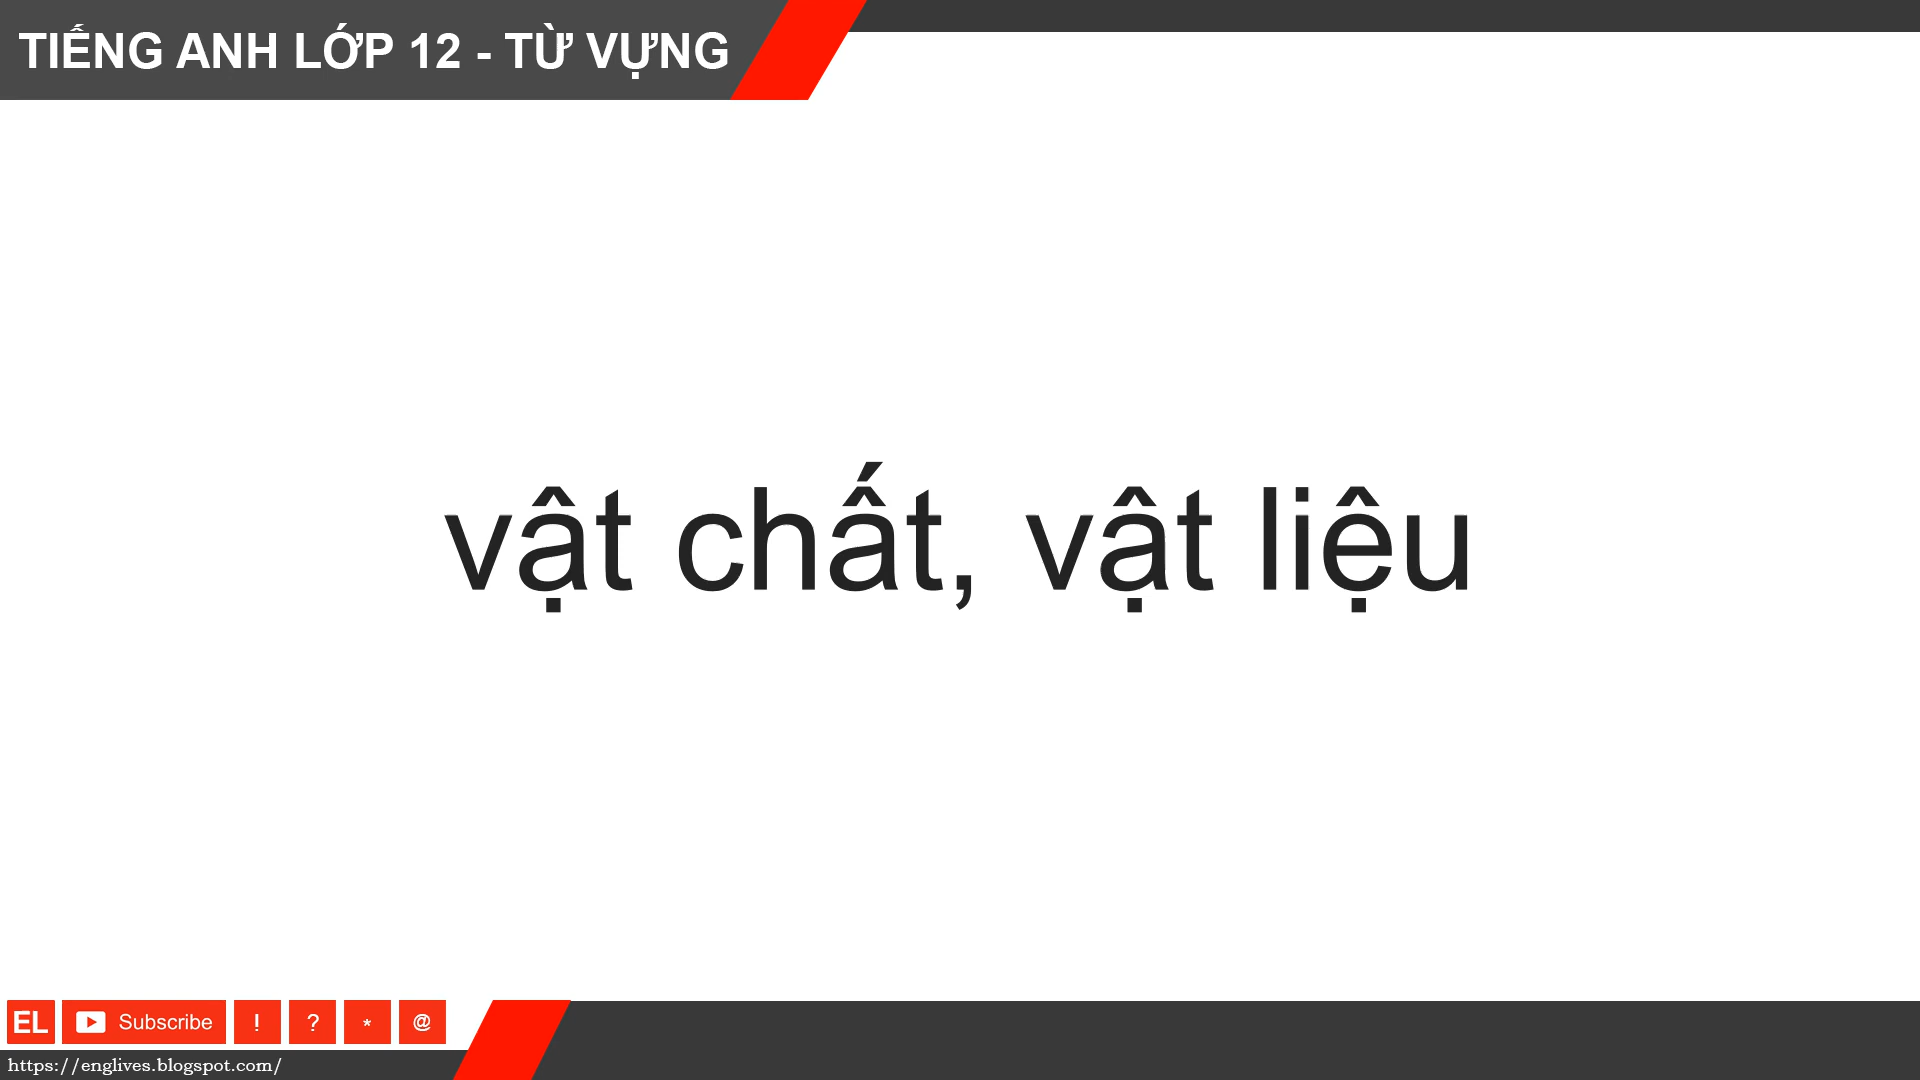 TIẾNG ANH LỚP 12 - TỪ VỰNG
vật chất, vật liệu
EL Subscribe ! ? * @
https://englives.blogspot.com/